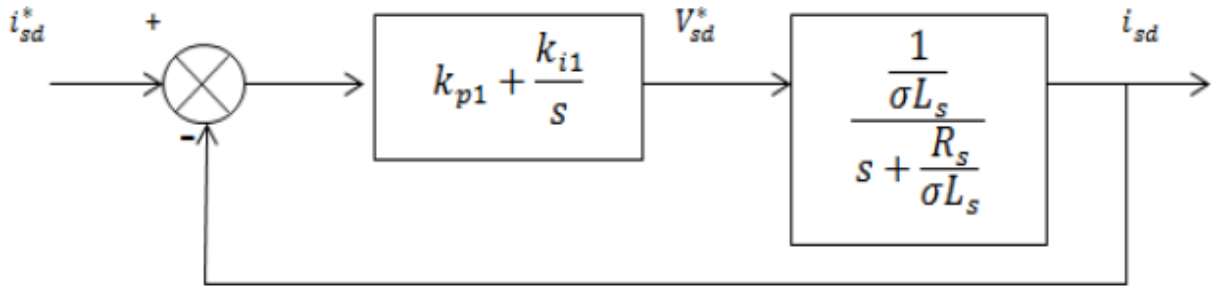 i*sd + V*sd isd
kp1 + ki1/s
1/σLs
s + Rs/σLs
-